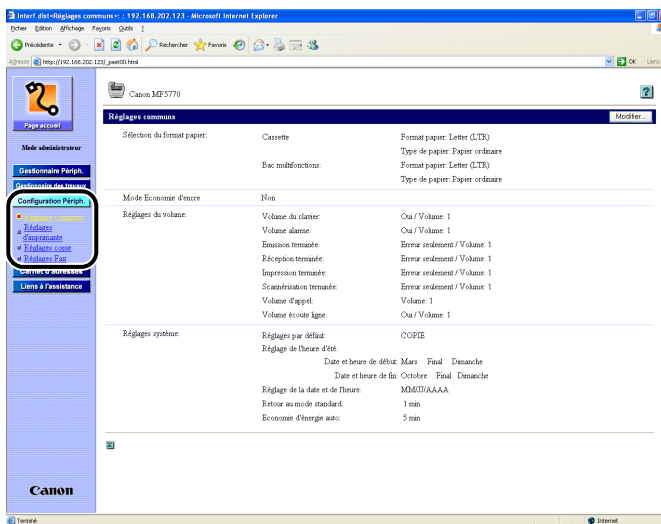 Interf dist<Réglages communs>: : 192.168.202.123 - Microsoft Internet Explorer
Fichier Edition Affichage Favoris Outils ?
Précédente Rechercher Favoris
Adresse http://192.168.202.123/_pset00.html OK Liens
Page accueil
Mode administrateur
Gestionnaire Périph.
Gestionnaire des travaux
Configuration Périph.
Réglages communs
Réglages
d'imprimante
Réglages copie
Réglages Fax
Carnet d'adresses
Liens à l'assistance
Canon
Canon MF5770
Réglages communs Modifier...
Sélection du format papier: Cassette Format papier: Letter (LTR)
Type de papier: Papier ordinaire
Bac multifonctions: Format papier: Letter (LTR)
Type de papier: Papier ordinaire
Mode Economie d'encre Non
Réglages du volume: Volume du clavier: Oui / Volume: 1
Volume alarme: Oui / Volume: 1
Emission terminée: Erreur seulement / Volume: 1
Réception terminée: Erreur seulement / Volume: 1
Impression terminée: Erreur seulement / Volume: 1
Scannérisation terminée: Erreur seulement / Volume: 1
Volume d'appel: Volume: 1
Volume écoute ligne: Oui / Volume: 1
Réglages système: Réglages par défaut: COPIE
Réglage de l'heure d'été:
Date et heure de début: Mars Final Dimanche
Date et heure de fin: Octobre Final Dimanche
Réglage de la date et de l'heure: MM/JJ/AAAA
Retour au mode standard: 1 min
Economie d'énergie auto: 5 min
Terminé Internet